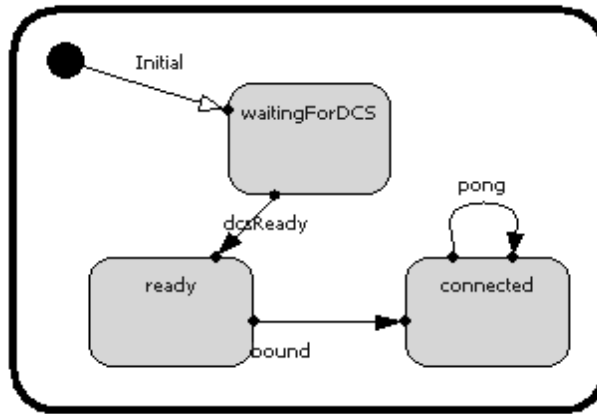 Initial
waitingForDCS
pong
dcsReady
ready
connected
bound